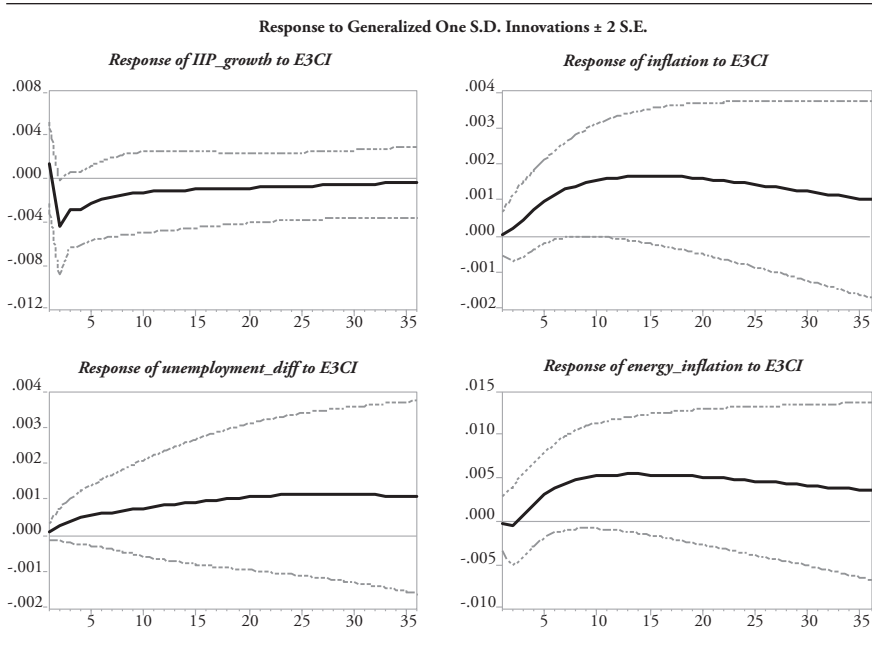 Response to Generalized One S.D. Innovations ± 2 S.E.
Response of IIP_growth to E3CI
.008
.004
.000
-.004
-.008
-.012
5 10 15 20 25 30 35
Response of inflation to E3CI
.004
.003
.002
.001
.000
-.001
-.002
5 10 15 20 25 30 35
Response of unemployment_diff to E3CI
.004
.003
.002
.001
.000
-.001
-.002
5 10 15 20 25 30 35
Response of energy_inflation to E3CI
.015
.010
.005
.000
-.005
-.010
5 10 15 20 25 30 35